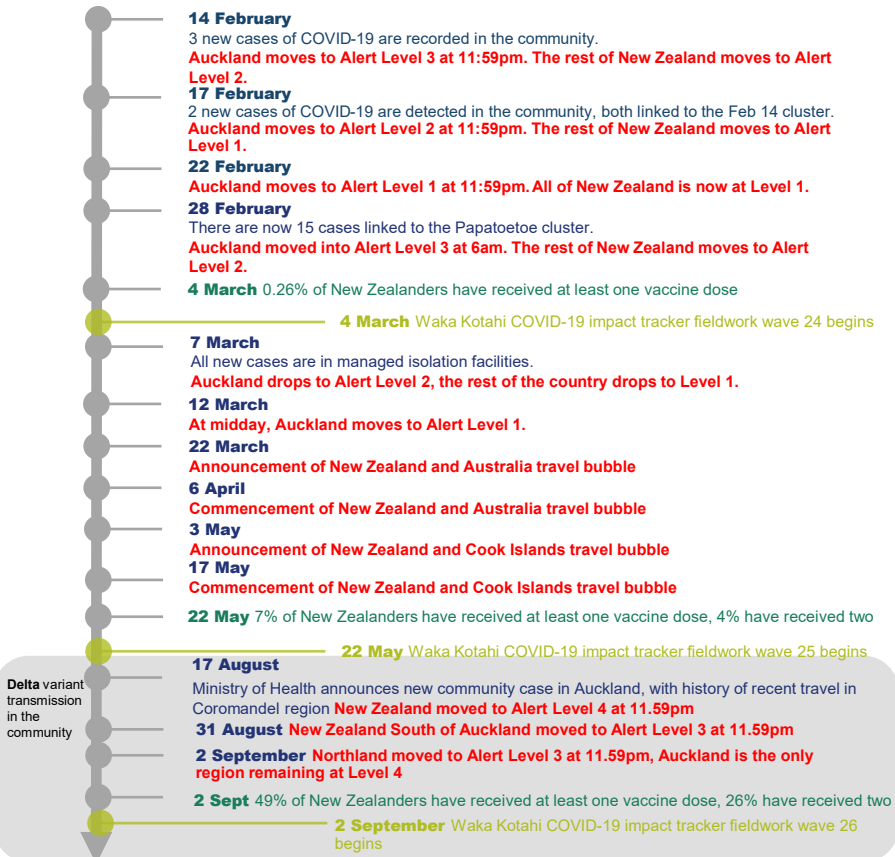 14 February
3 new cases of COVID-19 are recorded in the community.
Auckland moves to Alert Level 3 at 11:59pm. The rest of New Zealand moves to Alert
Level 2.
17 February
2 new cases of COVID-19 are detected in the community, both linked to the Feb 14 cluster.
Auckland moves to Alert Level 2 at 11:59pm. The rest of New Zealand moves to Alert
Level 1.
22 February
Auckland moves to Alert Level 1 at 11:59pm. All of New Zealand is now at Level 1.
28 February
There are now 15 cases linked to the Papatoetoe cluster.
Auckland moved into Alert Level 3 at 6am. The rest of New Zealand moves to Alert
Level 2.
4 March 0.26% of New Zealanders have received at least one vaccine dose
4 March Waka Kotahi COVID-19 impact tracker fieldwork wave 24 begins
7 March
All new cases are in managed isolation facilities.
Auckland drops to Alert Level 2, the rest of the country drops to Level 1.
12 March
At midday, Auckland moves to Alert Level 1.
22 March
Announcement of New Zealand and Australia travel bubble
6 April
Commencement of New Zealand and Australia travel bubble
3 May
Announcement of New Zealand and Cook Islands travel bubble
17 May
Commencement of New Zealand and Cook Islands travel bubble
22 May 7% of New Zealanders have received at least one vaccine dose, 4% have received two
22 May Waka Kotahi COVID-19 impact tracker fieldwork wave 25 begins
Delta variant
transmission
in the
community
17 August
Ministry of Health announces new community case in Auckland, with history of recent travel in
Coromandel region New Zealand moved to Alert Level 4 at 11.59pm
31 August New Zealand South of Auckland moved to Alert Level 3 at 11.59pm
2 September Northland moved to Alert Level 3 at 11.59pm, Auckland is the only
region remaining at Level 4
2 Sept 49% of New Zealanders have received at least one vaccine dose, 26% have received two
2 September Waka Kotahi COVID-19 impact tracker fieldwork wave 26
begins